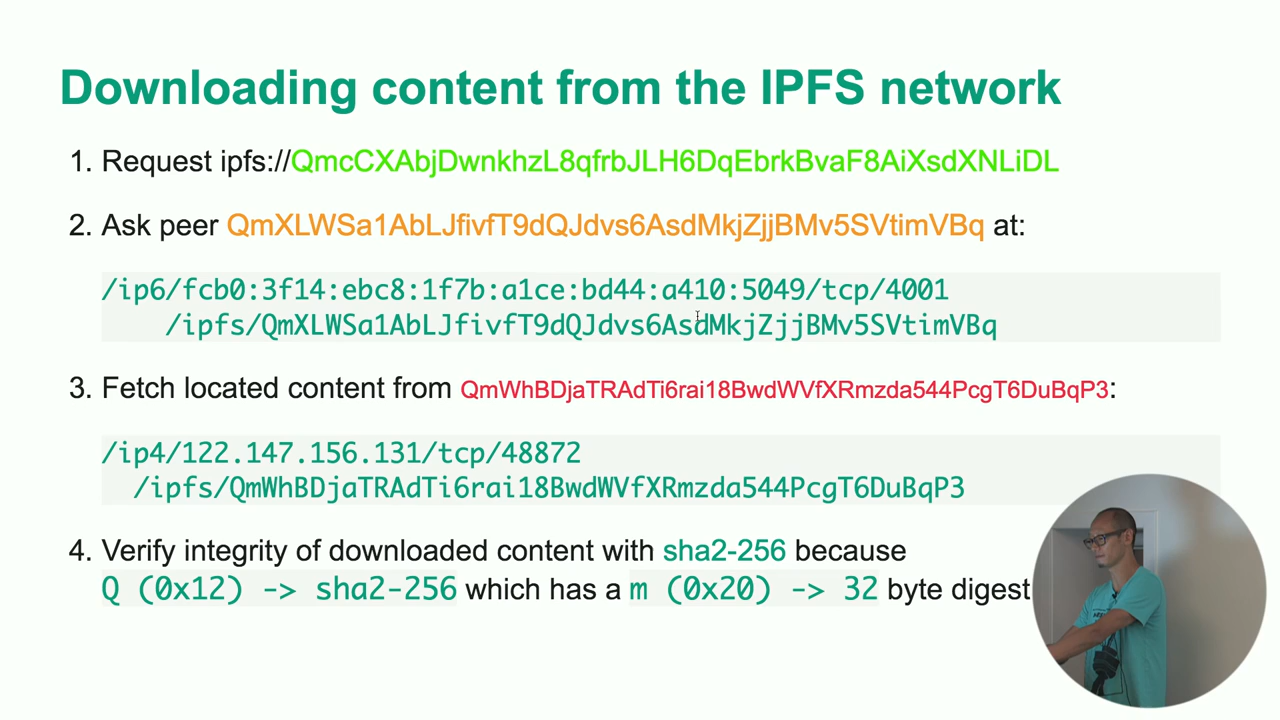 Downloading content from the IPFS network
1. Request ipfs://QmcCXAbjDwnkhzL8qfrbJLH6DqEbrkBvaF8AiXsdXNLiDL
2. Ask peer QmXLWSa1AbLJfivfT9dQJdvs6AsdMkjZjjBMv5SVtimVBq at:
/ip6/fcb0:3f14:ebc8:1f7b:a1ce:bd44:a410:5049/tcp/4001
/ipfs/QmXLWSa1AbLJfivfT9dQJdvs6AsdMkjZjjBMv5SVtimVBq
3. Fetch located content from QmWhBDjaTRAdTi6rai18BwdWVfXRmzda544PcgT6DuBqP3:
/ip4/122.147.156.131/tcp/48872
/ipfs/QmWhBDjaTRAdTi6rai18BwdWVfXRmzda544PcgT6DuBqP3
4. Verify integrity of downloaded content with sha2-256 because
Q (0x12) -> sha2-256 which has a m (0x20) -> 32 byte digest